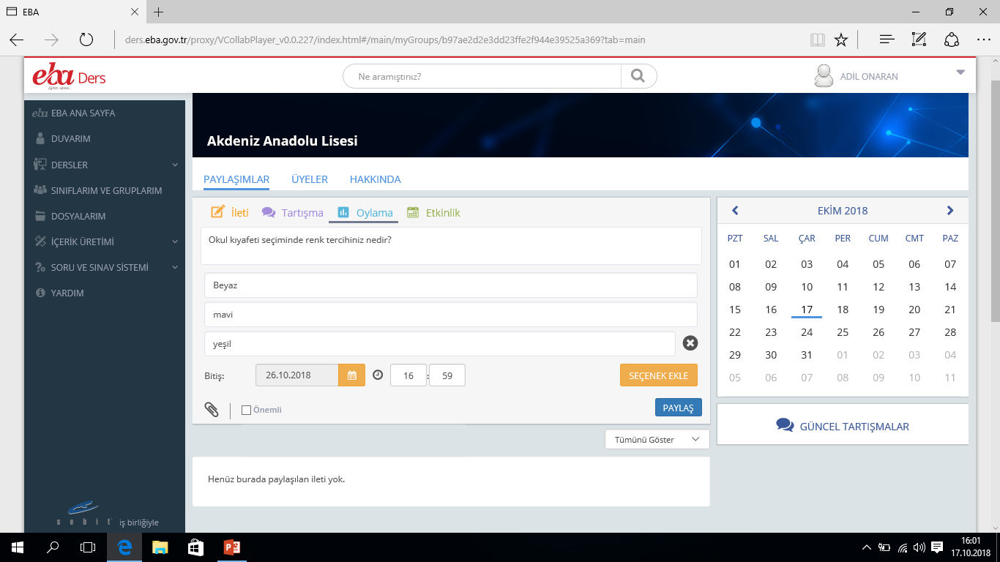 EBA
ders.eba.gov.tr/proxy/VCollabPlayer_v0.0.227/index.html#/main/myGroups/b97ae2d2e3dd23ffe2f944e39525a369?tab=main
eba Ders
Ne aramıştınız?
ADİL ONARAN
eba EBA ANA SAYFA
DUVARIM
DERSLER
SINIFLARIM VE GRUPLARIM
DOSYALARIM
İÇERİK ÜRETİMİ
SORU VE SINAV SİSTEMİ
YARDIM
sebit iş birliğiyle
Akdeniz Anadolu Lisesi
PAYLAŞIMLAR ÜYELER HAKKINDA
İleti Tartışma Oylama Etkinlik
Okul kıyafeti seçiminde renk tercihiniz nedir?
Beyaz
mavi
yeşil
Bitiş: 26.10.2018 16 : 59 SEÇENEK EKLE
Önemli PAYLAŞ
Tümünü Göster
Henüz burada paylaşılan ileti yok.
EKİM 2018
PZT SAL ÇAR PER CUM CMT PAZ
01 02 03 04 05 06 07
08 09 10 11 12 13 14
15 16 17 18 19 20 21
22 23 24 25 26 27 28
29 30 31 01 02 03 04
05 06 07 08 09 10 11
GÜNCEL TARTIŞMALAR
16:01
17.10.2018